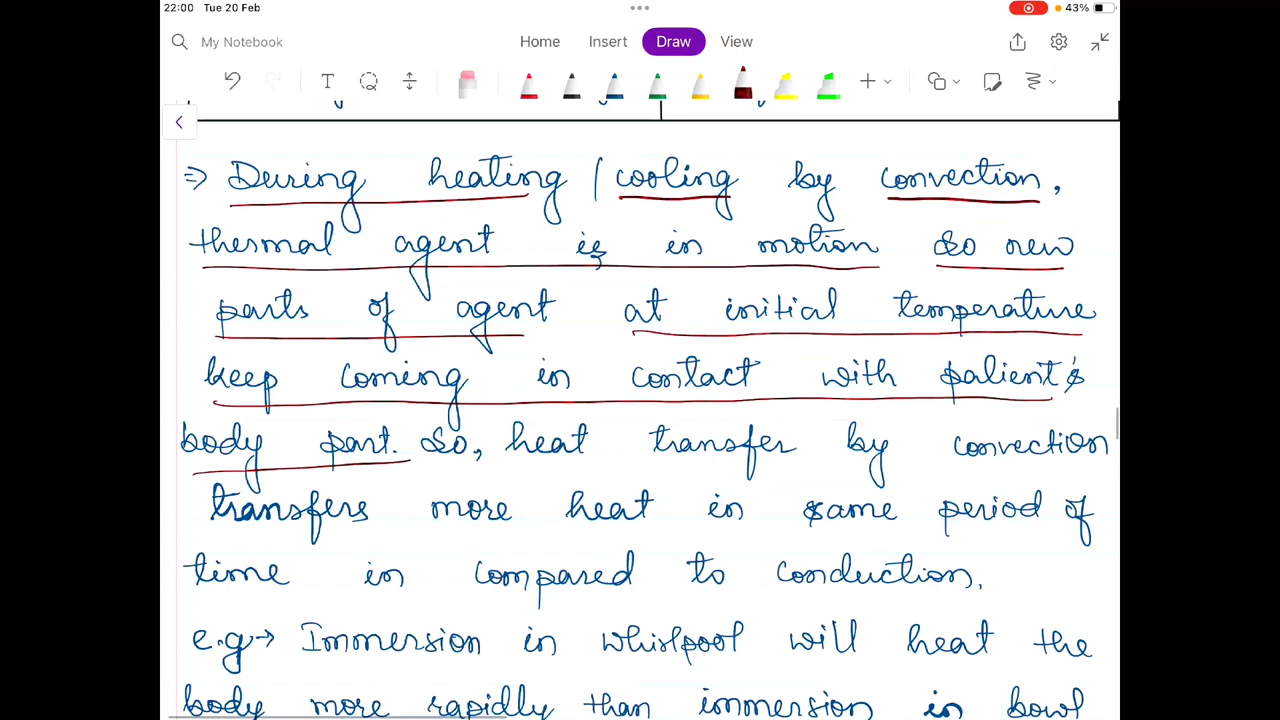 22:00 Tue 20 Feb
43%
My Notebook
Home Insert Draw View
T
⇒ During heating / cooling by convection,
thermal agent is in motion So new
parts of agent at initial temperature
keep coming in contact with patient's
body part. So, heat transfer by convection
transfers more heat in same period of
time in compared to conduction.
e.g → Immersion in whirlpool will heat the
body more rapidly than immersion in bowl